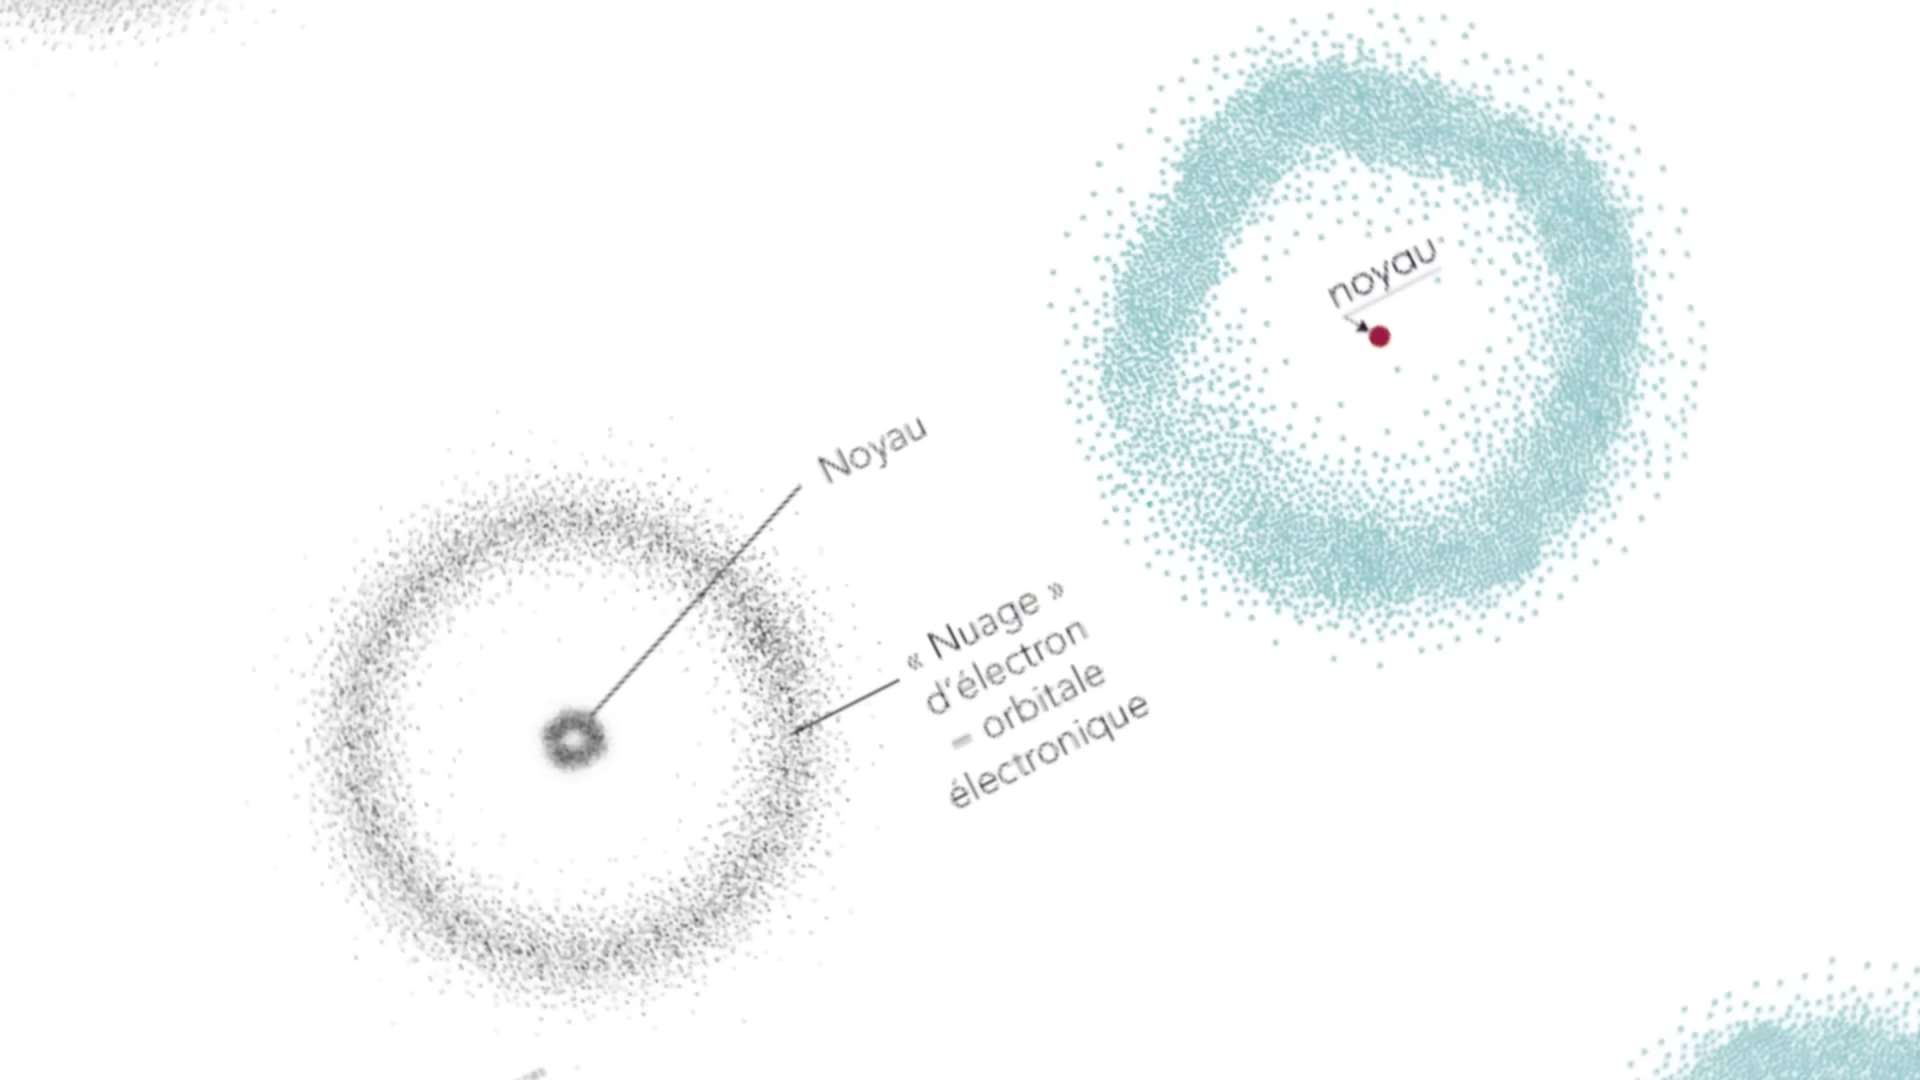 noyau
Noyau
« Nuage »
d'électron
– orbitale
électronique